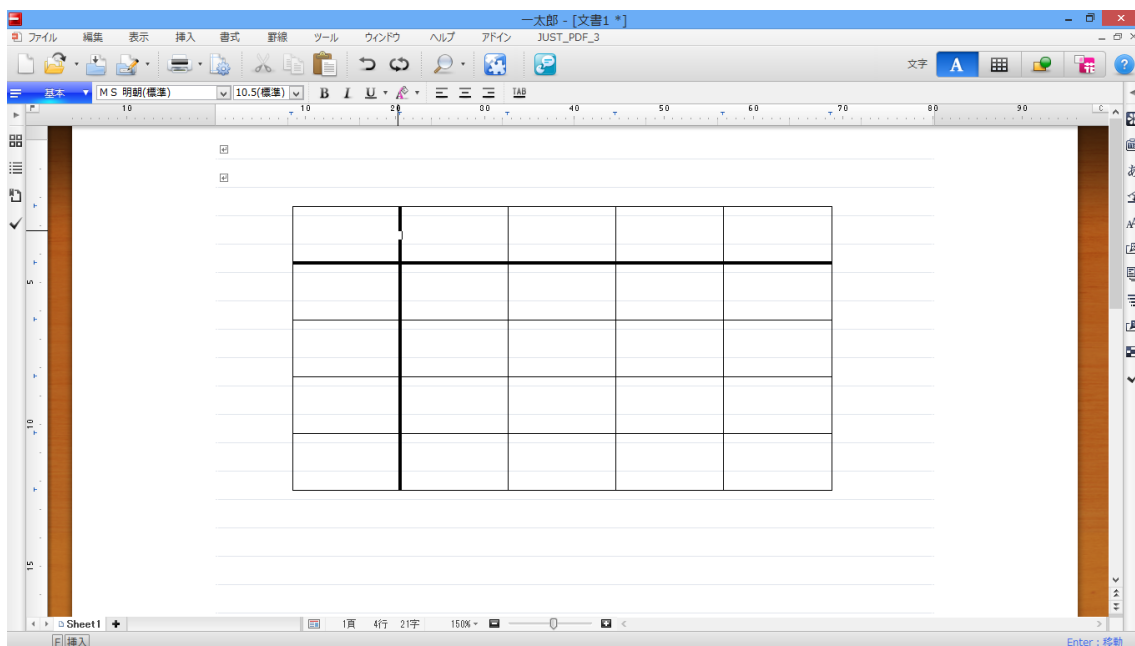 一太郎 - [文書1 *]
ファイル 編集 表示 挿入 書式 罫線 ツール ウィンドウ ヘルプ アドイン JUST_PDF_3
文字 A ?
基本 ＭＳ 明朝(標準) 10.5(標準) B I U TAB
10 10 20 30 40 50 60 70 80 90
5
10
15
Sheet1 1頁 4行 21字 150%
挿入 Enter : 移動